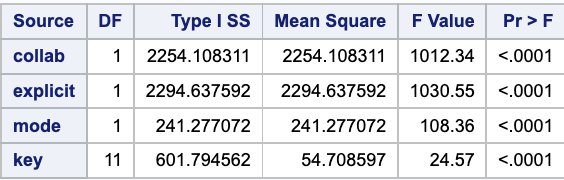 Source DF Type I SS Mean Square F Value Pr > F
collab 1 2254.108311 2254.108311 1012.34 <.0001
explicit 1 2294.637592 2294.637592 1030.55 <.0001
mode 1 241.277072 241.277072 108.36 <.0001
key 11 601.794562 54.708597 24.57 <.0001